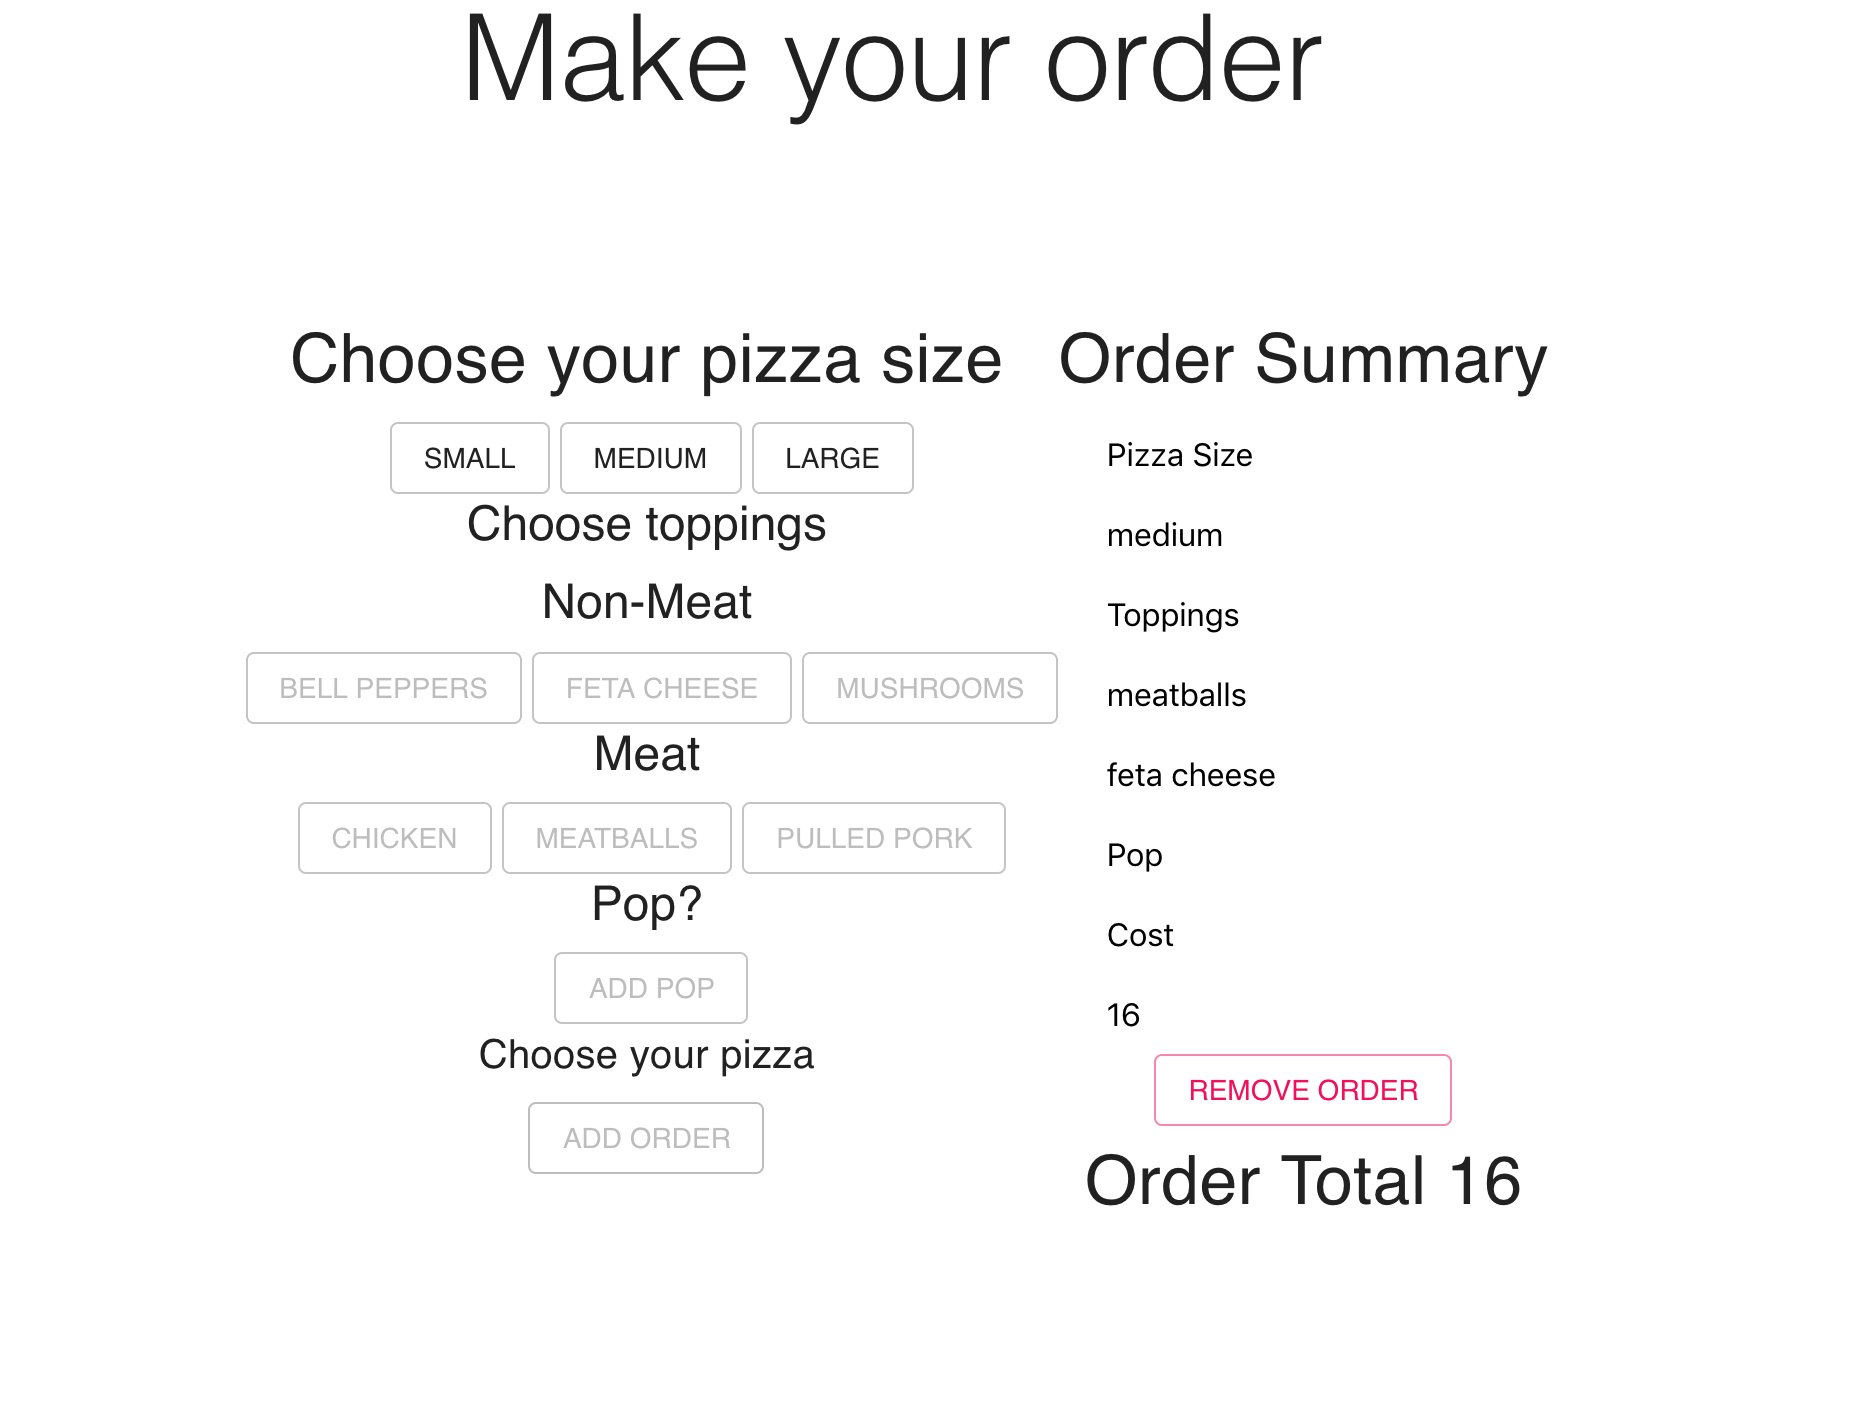 Make your order
Choose your pizza size
SMALL MEDIUM LARGE
Choose toppings
Non-Meat
BELL PEPPERS FETA CHEESE MUSHROOMS
Meat
CHICKEN MEATBALLS PULLED PORK
Pop?
ADD POP
Choose your pizza
ADD ORDER
Order Summary
Pizza Size
medium
Toppings
meatballs
feta cheese
Pop
Cost
16
REMOVE ORDER
Order Total 16